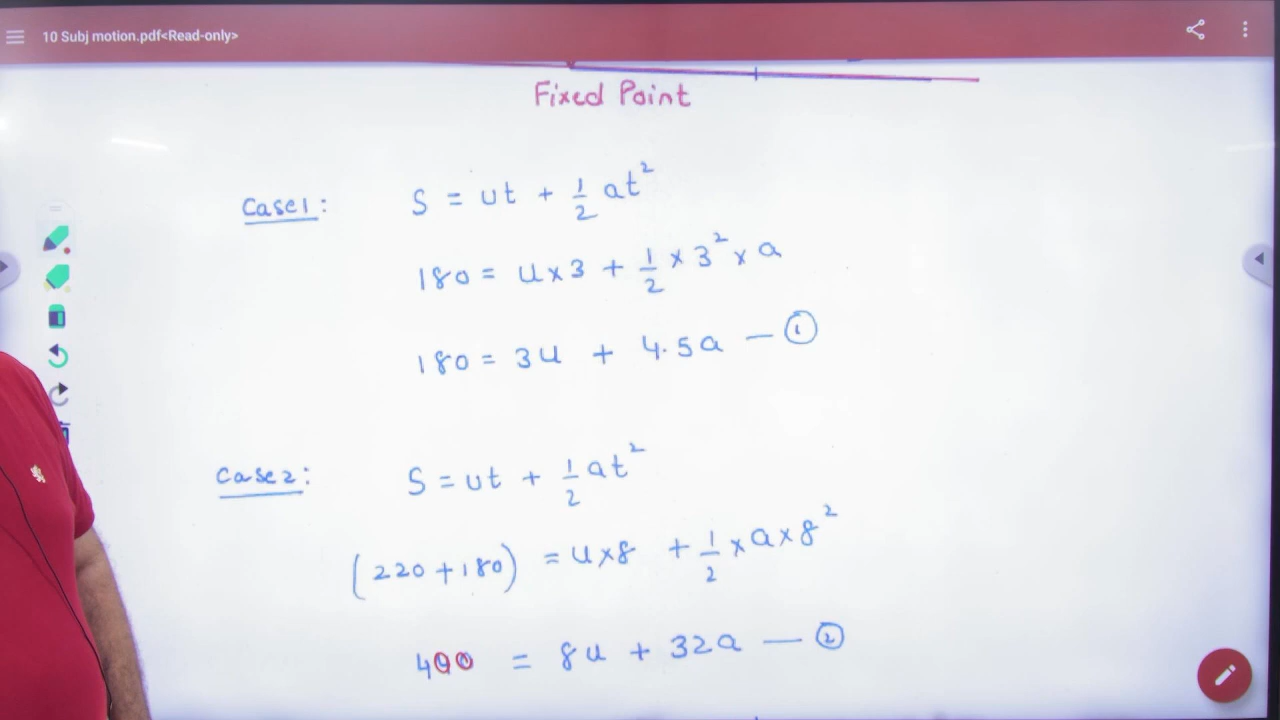 10 Subj motion.pdf<Read-only>
Fixed Point
Case1: S = ut + 1/2 at²
180 = u×3 + 1/2 × 3² × a
180 = 3u + 4.5a — ①
Case2: S = ut + 1/2 at²
(220+180) = u×8 + 1/2 × a × 8²
400 = 8u + 32a — ②